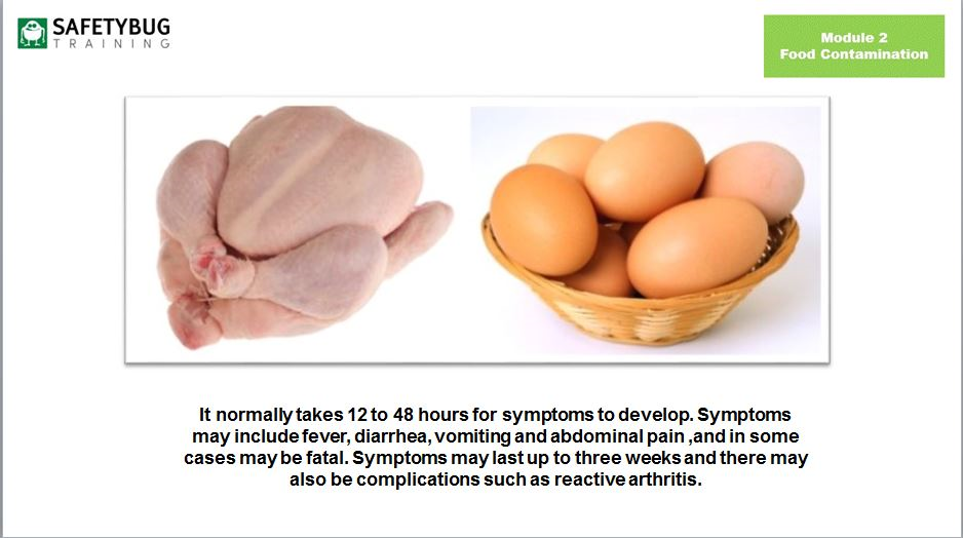 SAFETYBUG
TRAINING
Module 2
Food Contamination
It normally takes 12 to 48 hours for symptoms to develop. Symptoms
may include fever, diarrhea, vomiting and abdominal pain ,and in some
cases may be fatal. Symptoms may last up to three weeks and there may
also be complications such as reactive arthritis.